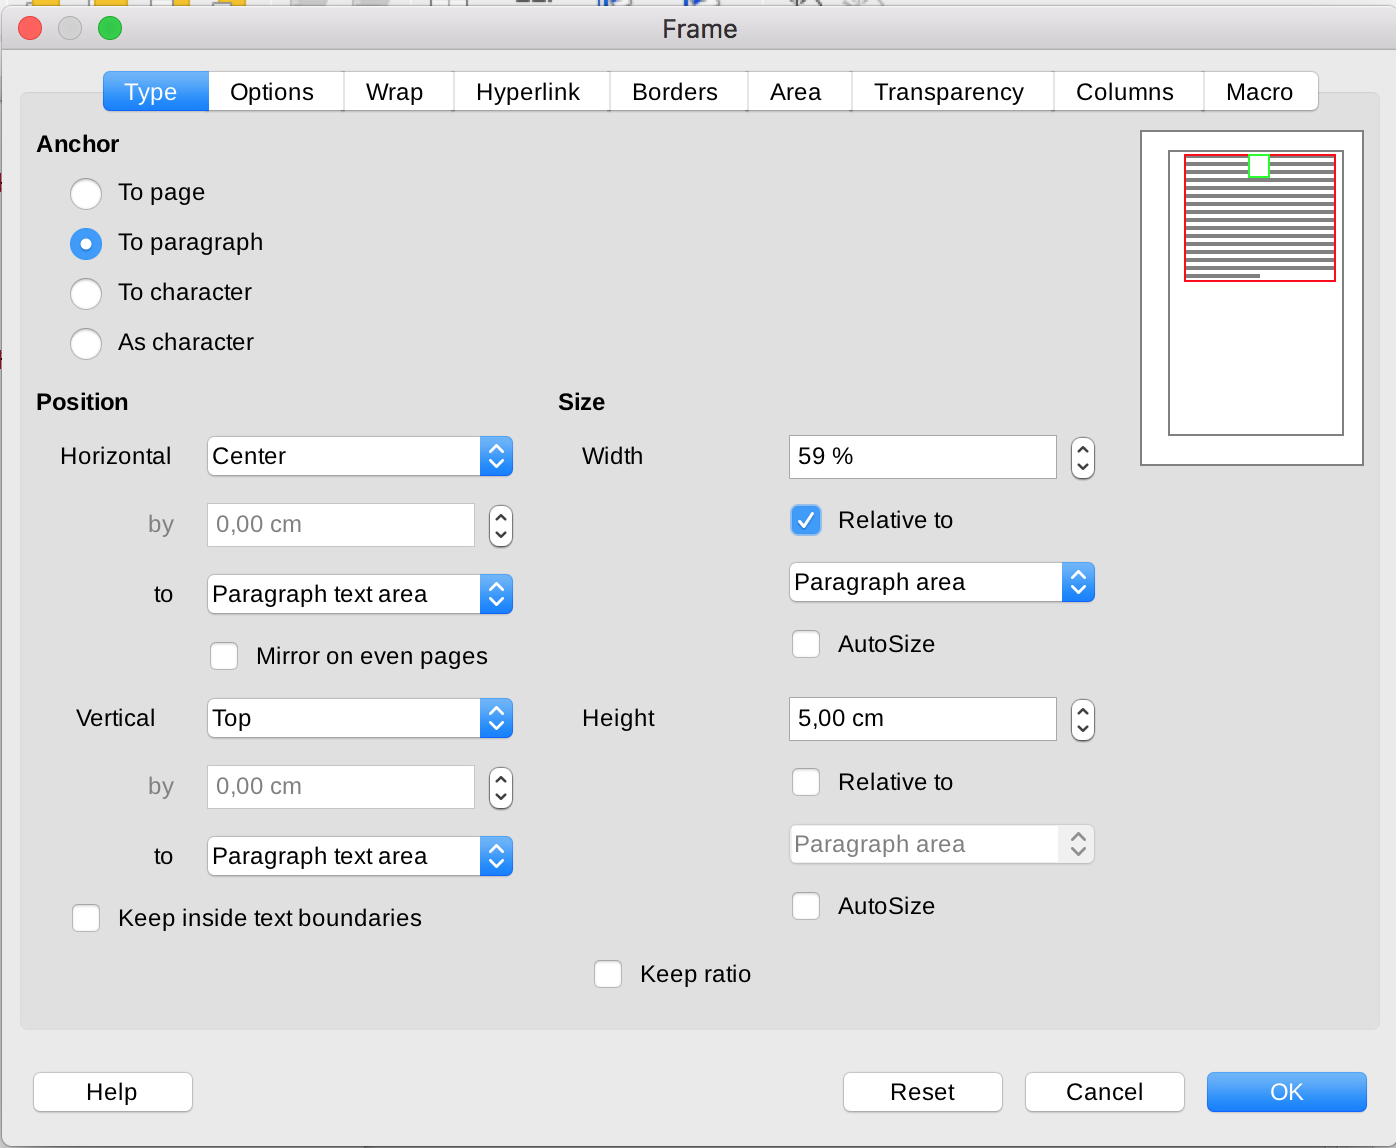 Frame
Type Options Wrap Hyperlink Borders Area Transparency Columns Macro
Anchor
To page
To paragraph
To character
As character
Position Size
Horizontal Center Width 59 %
by 0,00 cm Relative to
to Paragraph text area Paragraph area
Mirror on even pages AutoSize
Vertical Top Height 5,00 cm
by 0,00 cm Relative to
to Paragraph text area Paragraph area
Keep inside text boundaries AutoSize
Keep ratio
Help Reset Cancel OK